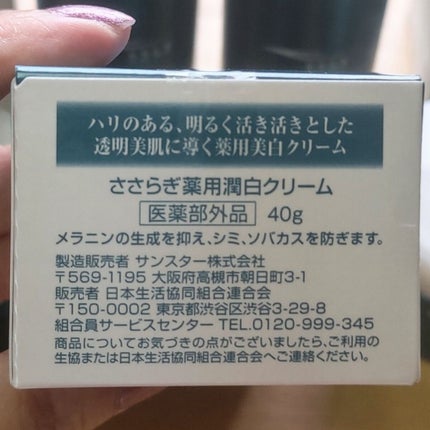 ハリのある、明るく活き活きとした
透明美肌に導く薬用美白クリーム
ささらぎ薬用潤白クリーム
医薬部外品 40g
メラニンの生成を抑え、シミ、ソバカスを防ぎます。
製造販売者 サンスター株式会社
〒569-1195 大阪府高槻市朝日町3-1
販売者 日本生活協同組合連合会
〒150-0002 東京都渋谷区渋谷3-29-8
組合員サービスセンター TEL.0120-999-345
商品についてお気づきの点がございましたら、ご利用の
生協または日本生活協同組合連合会へご連絡ください。